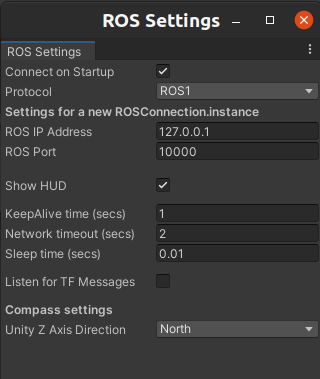 ROS Settings
ROS Settings
Connect on Startup
Protocol ROS1
Settings for a new ROSConnection.instance
ROS IP Address 127.0.0.1
ROS Port 10000
Show HUD
KeepAlive time (secs) 1
Network timeout (secs) 2
Sleep time (secs) 0.01
Listen for TF Messages
Compass settings
Unity Z Axis Direction North